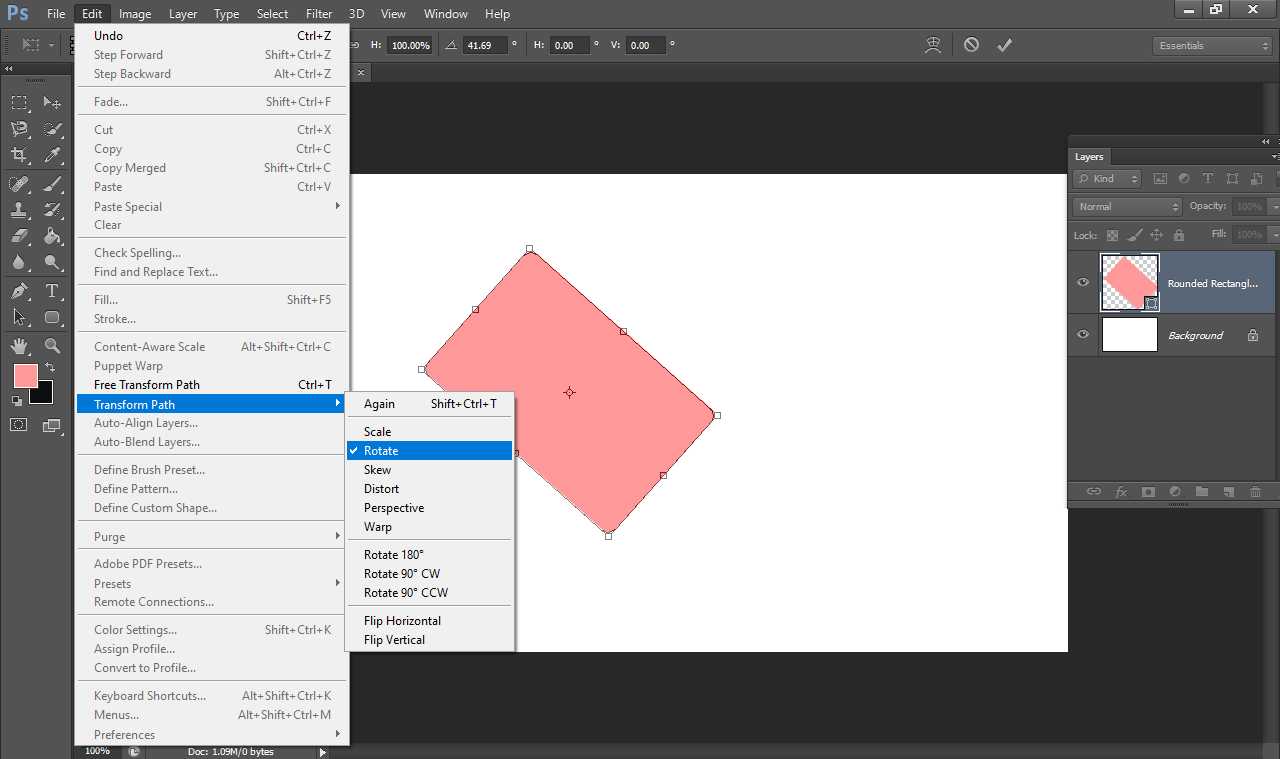 Ps File Edit Image Layer Type Select Filter 3D View Window Help
H: 100.00% 41.69 ° H: 0.00 ° V: 0.00 ° Essentials
Undo Ctrl+Z
Step Forward Shift+Ctrl+Z
Step Backward Alt+Ctrl+Z
Fade... Shift+Ctrl+F
Cut Ctrl+X
Copy Ctrl+C
Copy Merged Shift+Ctrl+C
Paste Ctrl+V
Paste Special
Clear
Check Spelling...
Find and Replace Text...
Fill... Shift+F5
Stroke...
Content-Aware Scale Alt+Shift+Ctrl+C
Puppet Warp
Free Transform Path Ctrl+T
Transform Path
Auto-Align Layers...
Auto-Blend Layers...
Define Brush Preset...
Define Pattern...
Define Custom Shape...
Purge
Adobe PDF Presets...
Presets
Remote Connections...
Color Settings... Shift+Ctrl+K
Assign Profile...
Convert to Profile...
Keyboard Shortcuts... Alt+Shift+Ctrl+K
Menus... Alt+Shift+Ctrl+M
Preferences
Again Shift+Ctrl+T
Scale
Rotate
Skew
Distort
Perspective
Warp
Rotate 180°
Rotate 90° CW
Rotate 90° CCW
Flip Horizontal
Flip Vertical
Layers
Kind
Normal Opacity: 100%
Lock: Fill: 100%
Rounded Rectangl...
Background
100% Doc: 1.09M/0 bytes